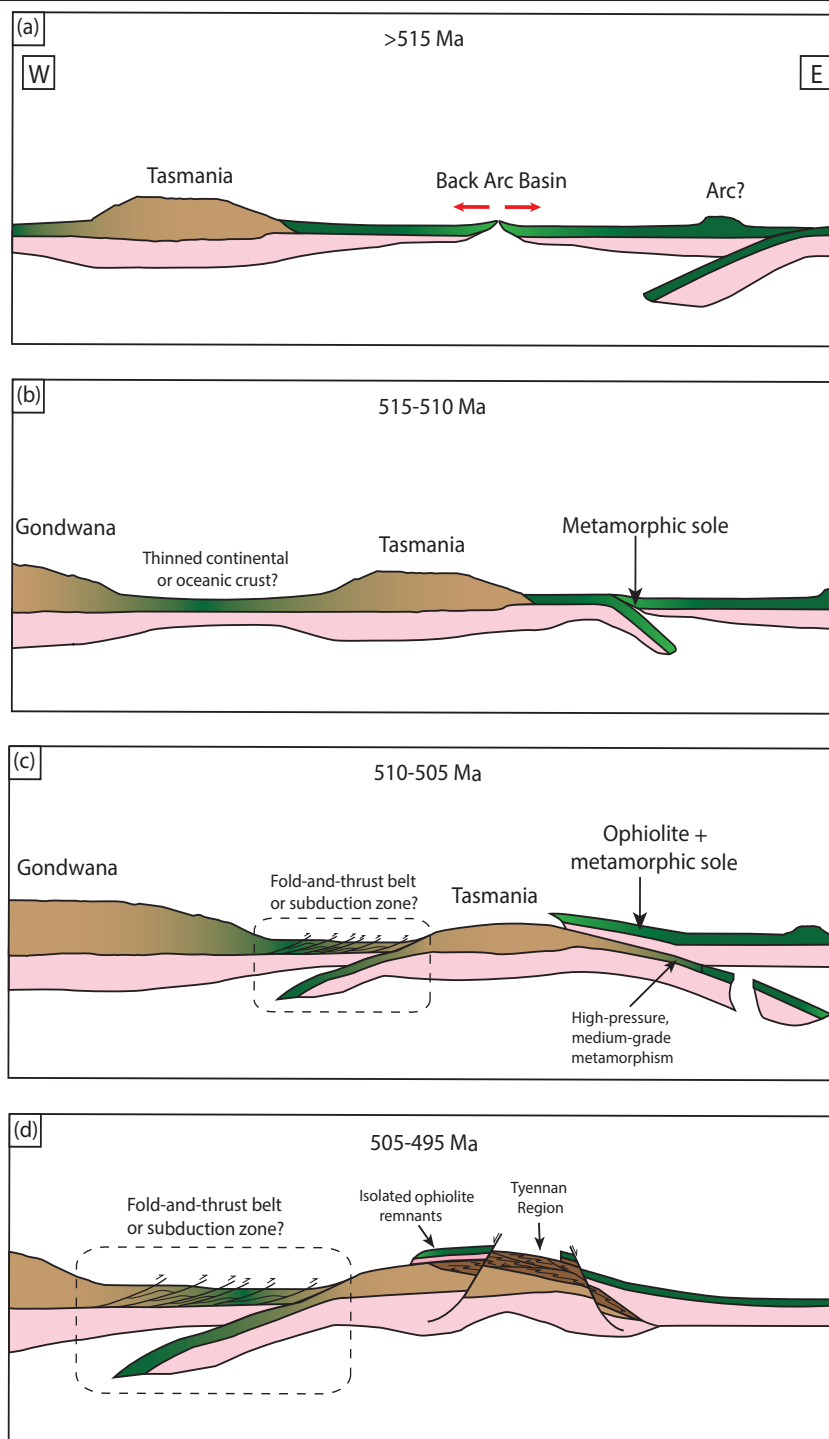 (a)
>515 Ma
W
E
Tasmania
Back Arc Basin
Arc?
(b)
515-510 Ma
Gondwana
Thinned continental
or oceanic crust?
Tasmania
Metamorphic sole
(c)
510-505 Ma
Gondwana
Fold-and-thrust belt
or subduction zone?
Tasmania
Ophiolite +
metamorphic sole
High-pressure,
medium-grade
metamorphism
(d)
505-495 Ma
Fold-and-thrust belt
or subduction zone?
Isolated ophiolite
remnants
Tyennan
Region